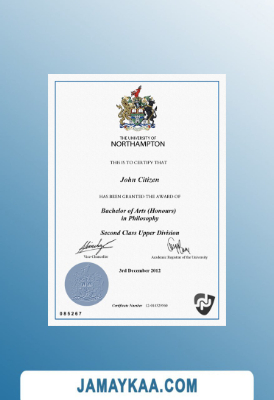 THE UNIVERSITY OF
NORTHAMPTON
THIS IS TO CERTIFY THAT
John Citizen
HAS BEEN GRANTED THE AWARD OF
Bachelor of Arts (Honours)
in Philosophy
Second Class Upper Division
Vice-Chancellor
Academic Registrar of the University
3rd December 2012
Certificate Number
085267
JAMAYKAA.COM